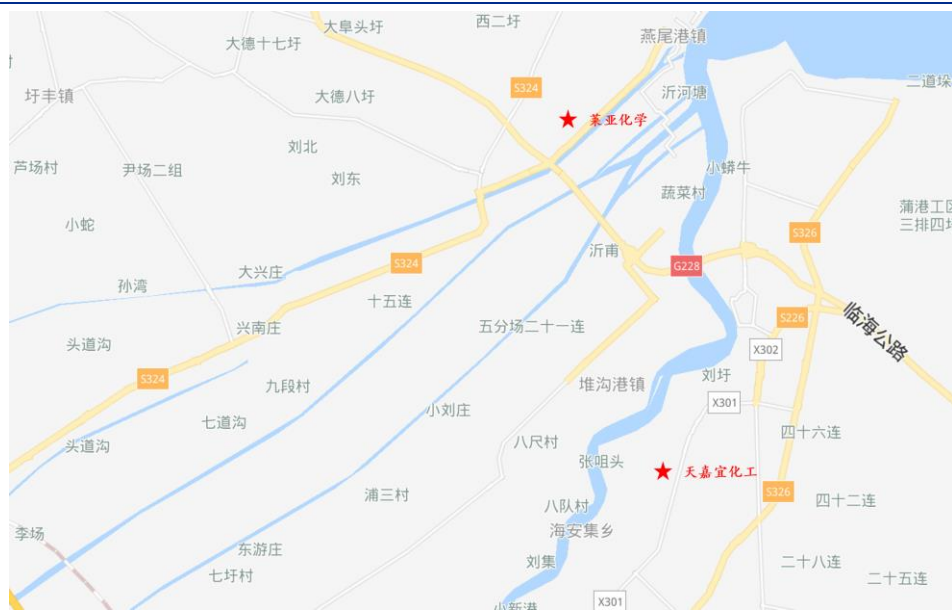 西二圩
大阜头圩
燕尾港镇
大德十七圩
二道垛
圩丰镇
S324
沂河塘
大德八圩
莱亚化学
刘北
芦场村
尹场二组
小蟒牛
刘东
蔬菜村
蒲港工区
三排四圩
小蛇
S326
沂甫
S324
G228
大兴庄
孙湾
十五连
S226
临海公路
兴南庄
五分场二十一连
头道沟
X302
S324
刘圩
九段村
堆沟港镇
X301
小刘庄
七道沟
四十六连
八尺村
头道沟
张咀头
天嘉宜化工
S326
浦三村
四十二连
八队村
李场
海安集乡
东游庄
刘集
二十八连
七圩村
二十五连
X301
小新港